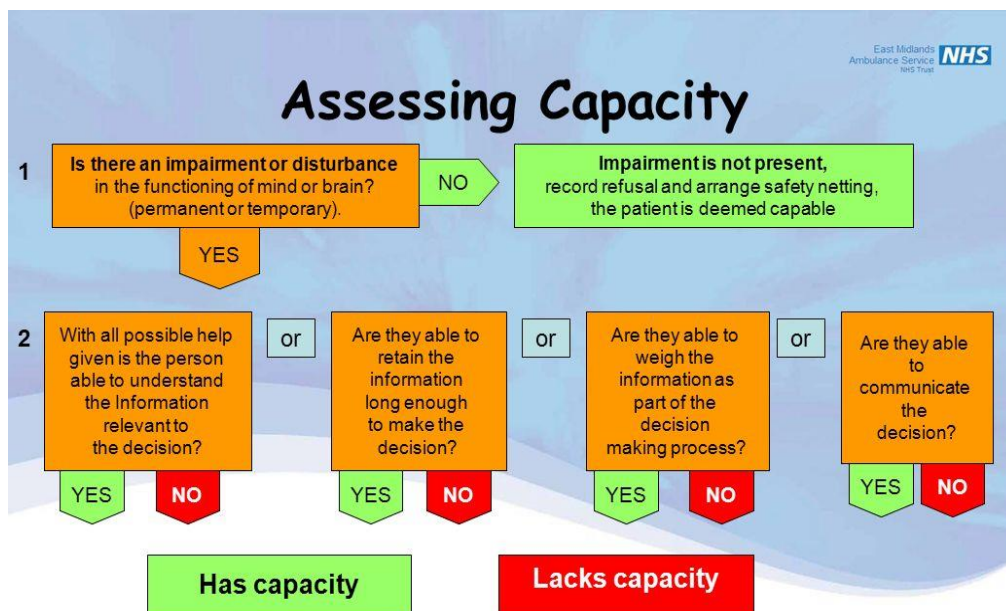 East Midlands
Ambulance Service NHS
NHS Trust
Assessing Capacity
1
Is there an impairment or disturbance
in the functioning of mind or brain?
(permanent or temporary).
NO
Impairment is not present,
record refusal and arrange safety netting,
the patient is deemed capable
YES
2
With all possible help
given is the person
able to understand
the Information
relevant to
the decision?
or
Are they able to
retain the
information
long enough
to make the
decision?
or
Are they able to
weigh the
information as
part of the
decision
making process?
or
Are they able
to
communicate
the
decision?
YES
NO
YES
NO
YES
NO
YES
NO
Has capacity
Lacks capacity